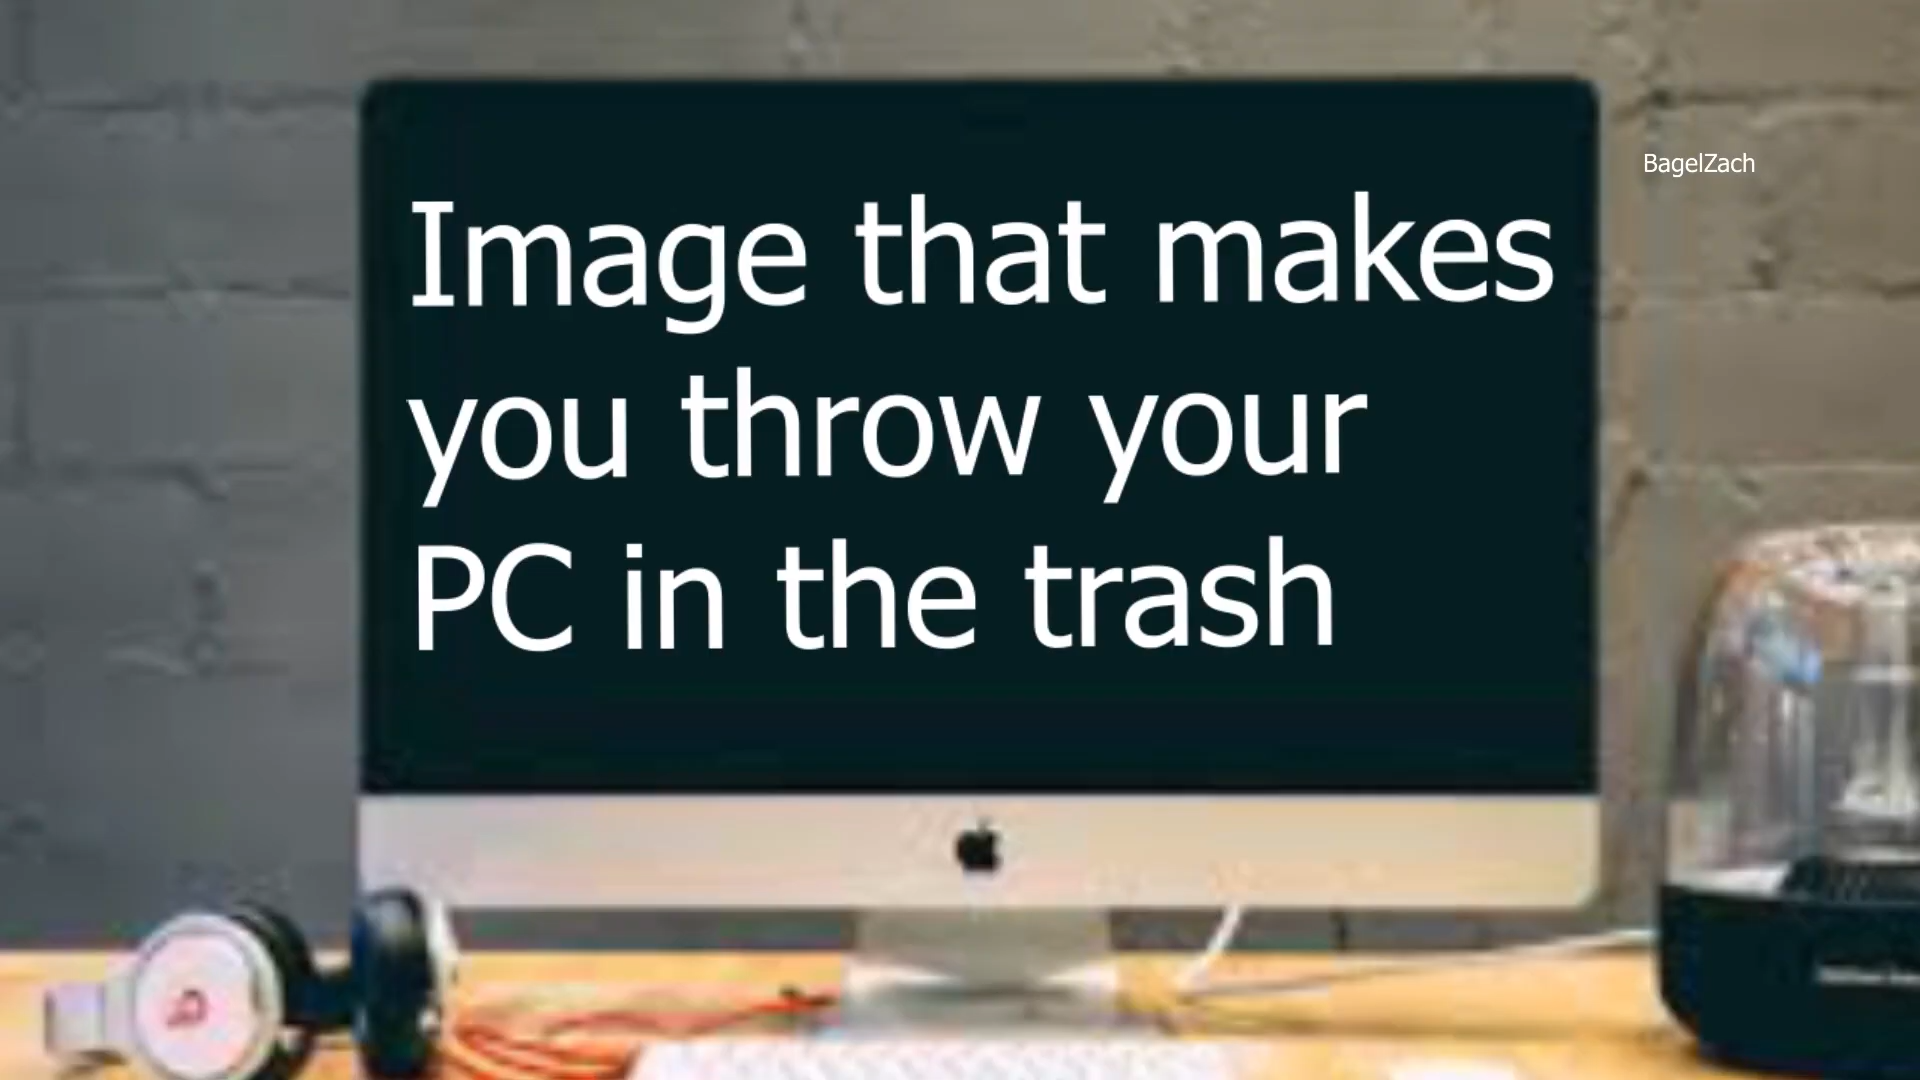 Image that makes
you throw your
PC in the trash
BagelZach